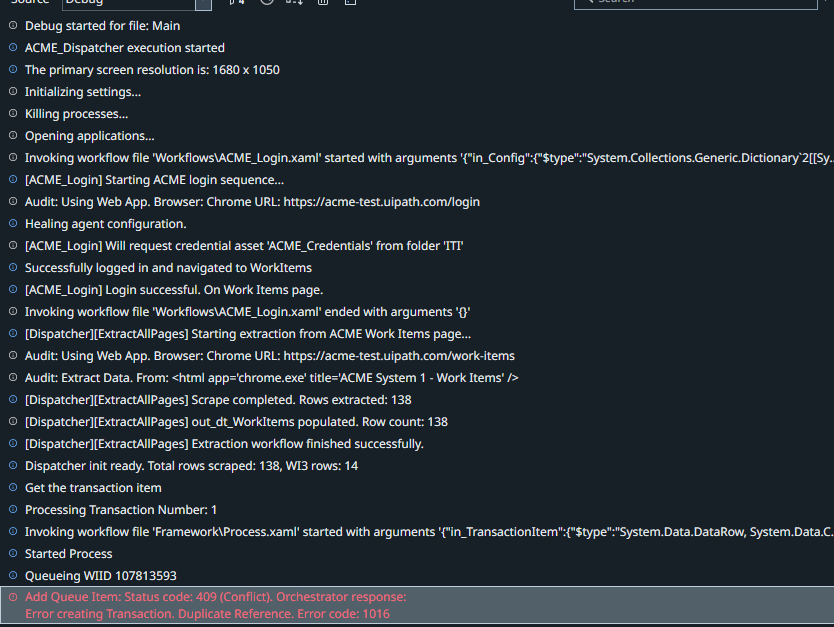 Source Debug Search
Debug started for file: Main
ACME_Dispatcher execution started
The primary screen resolution is: 1680 x 1050
Initializing settings...
Killing processes...
Opening applications...
Invoking workflow file 'Workflows\ACME_Login.xaml' started with arguments '{"in_Config":{"$type":"System.Collections.Generic.Dictionary`2[[Sy...
[ACME_Login] Starting ACME login sequence...
Audit: Using Web App. Browser: Chrome URL: https://acme-test.uipath.com/login
Healing agent configuration.
[ACME_Login] Will request credential asset 'ACME_Credentials' from folder 'ITI'
Successfully logged in and navigated to WorkItems
[ACME_Login] Login successful. On Work Items page.
Invoking workflow file 'Workflows\ACME_Login.xaml' ended with arguments '{}'
[Dispatcher][ExtractAllPages] Starting extraction from ACME Work Items page...
Audit: Using Web App. Browser: Chrome URL: https://acme-test.uipath.com/work-items
Audit: Extract Data. From: <html app='chrome.exe' title='ACME System 1 - Work Items' />
[Dispatcher][ExtractAllPages] Scrape completed. Rows extracted: 138
[Dispatcher][ExtractAllPages] out_dt_WorkItems populated. Row count: 138
[Dispatcher][ExtractAllPages] Extraction workflow finished successfully.
Dispatcher init ready. Total rows scraped: 138, WI3 rows: 14
Get the transaction item
Processing Transaction Number: 1
Invoking workflow file 'Framework\Process.xaml' started with arguments '{"in_TransactionItem":{"$type":"System.Data.DataRow, System.Data.C...
Started Process
Queueing WIID 107813593
Add Queue Item: Status code: 409 (Conflict). Orchestrator response:
Error creating Transaction. Duplicate Reference. Error code: 1016